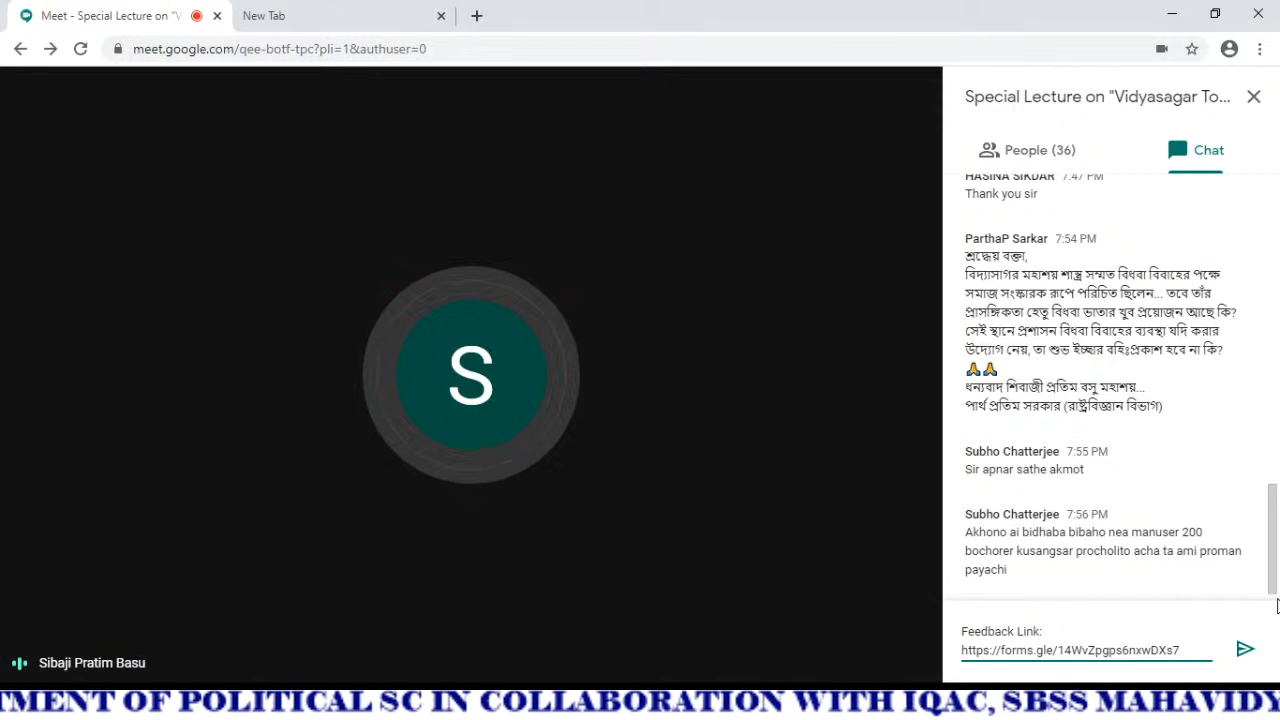 Meet - Special Lecture on "V
New Tab
meet.google.com/qee-botf-tpc?pli=1&authuser=0
Special Lecture on "Vidyasagar To...
People (36)
Chat
HASINA SIKDAR 7:47 PM
Thank you sir
ParthaP Sarkar 7:54 PM
শ্রদ্ধেয় বক্তা,
বিদ্যাসাগর মহাশয় শাস্ত্র সম্মত বিধবা বিবাহের পক্ষে
সমাজ সংস্কারক রূপে পরিচিত ছিলেন... তবে তাঁর
প্রাসঙ্গিকতা হেতু বিধবা ভাতার খুব প্রয়োজন আছে কি?
সেই স্থানে প্রশাসন বিধবা বিবাহের ব্যবস্থা যদি করার
উদ্যোগ নেয়, তা শুভ ইচ্ছার বহিঃপ্রকাশ হবে না কি?
🙏🙏
ধন্যবাদ শিবাজী প্রতিম বসু মহাশয়...
পার্থ প্রতিম সরকার (রাষ্ট্রবিজ্ঞান বিভাগ)
Subho Chatterjee 7:55 PM
Sir apnar sathe akmot
Subho Chatterjee 7:56 PM
Akhono ai bidhaba bibaho nea manuser 200
bochorer kusangsar procholito acha ta ami proman
payachi
S
Feedback Link:
https://forms.gle/14WvZpgps6nxwDXs7
Sibaji Pratim Basu
TMENT OF POLITICAL SC IN COLLABORATION WITH IQAC, SBSS MAHAVIDY